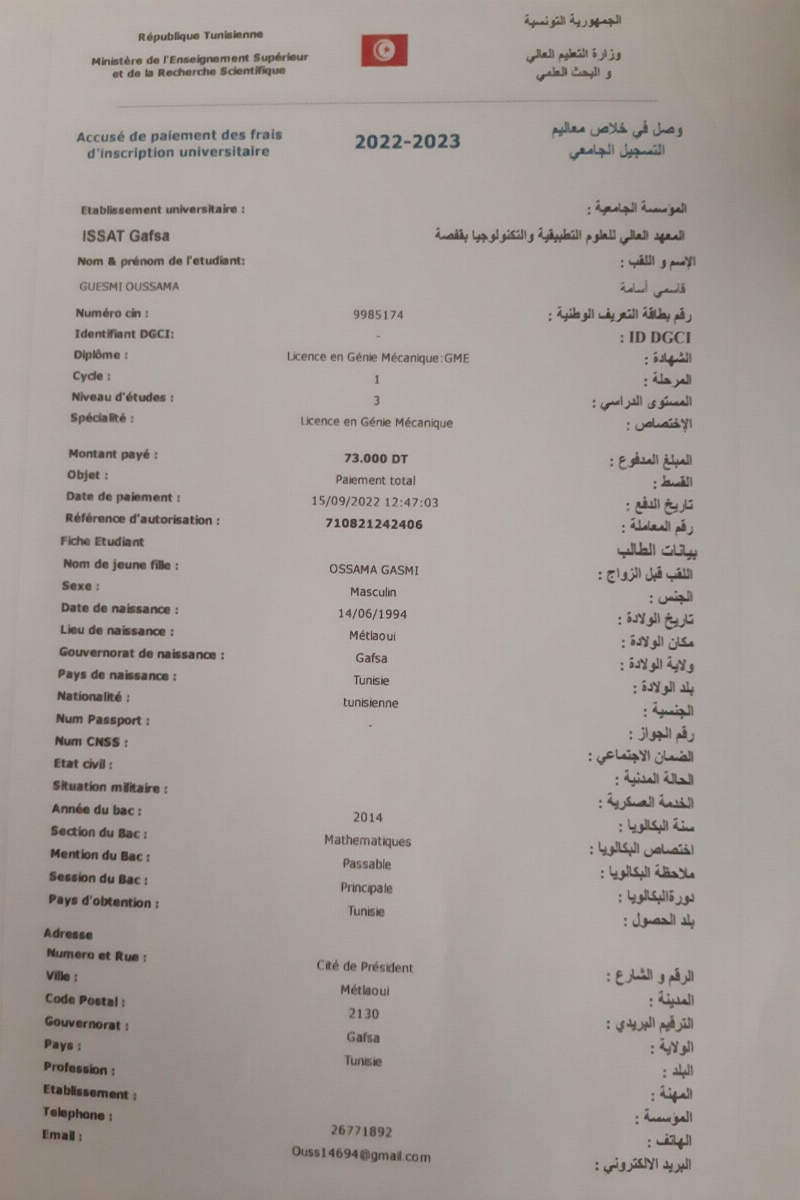 République Tunisienne
Ministère de l'Enseignement Supérieur
et de la Recherche Scientifique
الجمهورية التونسية
وزارة التعليم العالي
و البحث العلمي
Accusé de paiement des frais
d'inscription universitaire
2022-2023
وصل في خلاص معاليم
التسجيل الجامعي
Etablissement universitaire : المؤسسة الجامعية :
ISSAT Gafsa المعهد العالي للعلوم التطبيقية والتكنولوجيا بقفصة
Nom & prénom de l'etudiant: الإسم و اللقب :
GUESMI OUSSAMA قاسمي أسامة
Numéro cin : 9985174 رقم بطاقة التعريف الوطنية :
Identifiant DGCI: - ID DGCI :
Diplôme : Licence en Génie Mécanique:GME الشهادة :
Cycle : 1 المرحلة :
Niveau d'études : 3 المستوى الدراسي :
Spécialité : Licence en Génie Mécanique الإختصاص :
Montant payé : 73.000 DT المبلغ المدفوع :
Objet : Paiement total القسط :
Date de paiement : 15/09/2022 12:47:03 تاريخ الدفع :
Référence d'autorisation : 710821242406 رقم المعاملة :
Fiche Etudiant بيانات الطالب
Nom de jeune fille : OSSAMA GASMI اللقب قبل الزواج :
Sexe : Masculin الجنس :
Date de naissance : 14/06/1994 تاريخ الولادة :
Lieu de naissance : Métlaoui مكان الولادة :
Gouvernorat de naissance : Gafsa ولاية الولادة :
Pays de naissance : Tunisie بلد الولادة :
Nationalité : tunisienne الجنسية :
Num Passport : - رقم الجواز :
Num CNSS : الضمان الاجتماعي :
Etat civil : الحالة المدنية :
Situation militaire : الخدمة العسكرية :
Année du bac : 2014 سنة البكالويا :
Section du Bac : Mathematiques اختصاص البكالويا :
Mention du Bac : Passable ملاحظة البكالويا :
Session du Bac : Principale دورةالبكالويا :
Pays d'obtention : Tunisie بلد الحصول :
Adresse
Numero et Rue : Cité de Président الرقم و الشارع :
Ville : Métlaoui المدينة :
Code Postal : 2130 الترقيم البريدي :
Gouvernorat : Gafsa الولاية :
Pays : Tunisie البلد :
Profession : المهنة :
Etablissement : المؤسسة :
Telephone : 26771892 الهاتف :
Email : Ouss14694@gmail.com البريد الالكتروني :